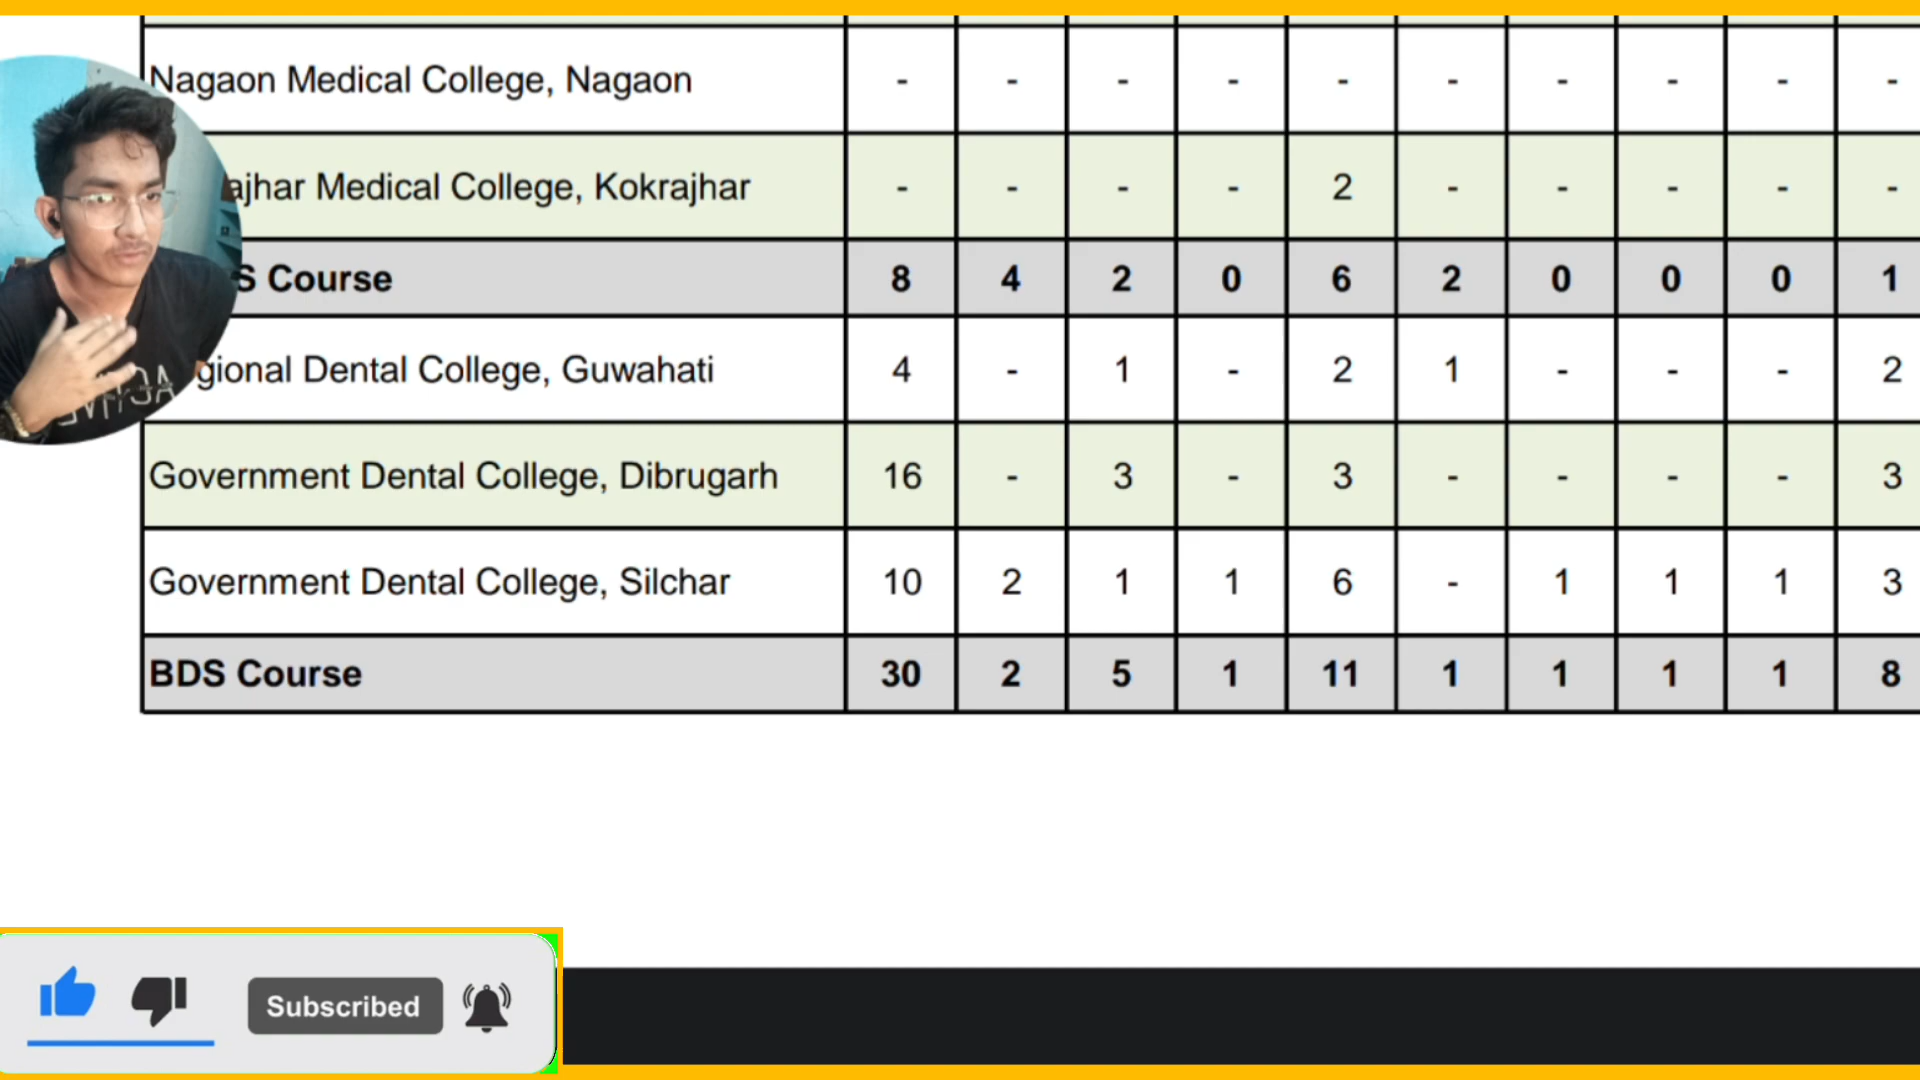 Nagaon Medical College, Nagaon - - - - - - - - - -
ajhar Medical College, Kokrajhar - - - - 2 - - - - -
S Course 8 4 2 0 6 2 0 0 0 1
gional Dental College, Guwahati 4 - 1 - 2 1 - - - 2
Government Dental College, Dibrugarh 16 - 3 - 3 - - - - 3
Government Dental College, Silchar 10 2 1 1 6 - 1 1 1 3
BDS Course 30 2 5 1 11 1 1 1 1 8
Subscribed